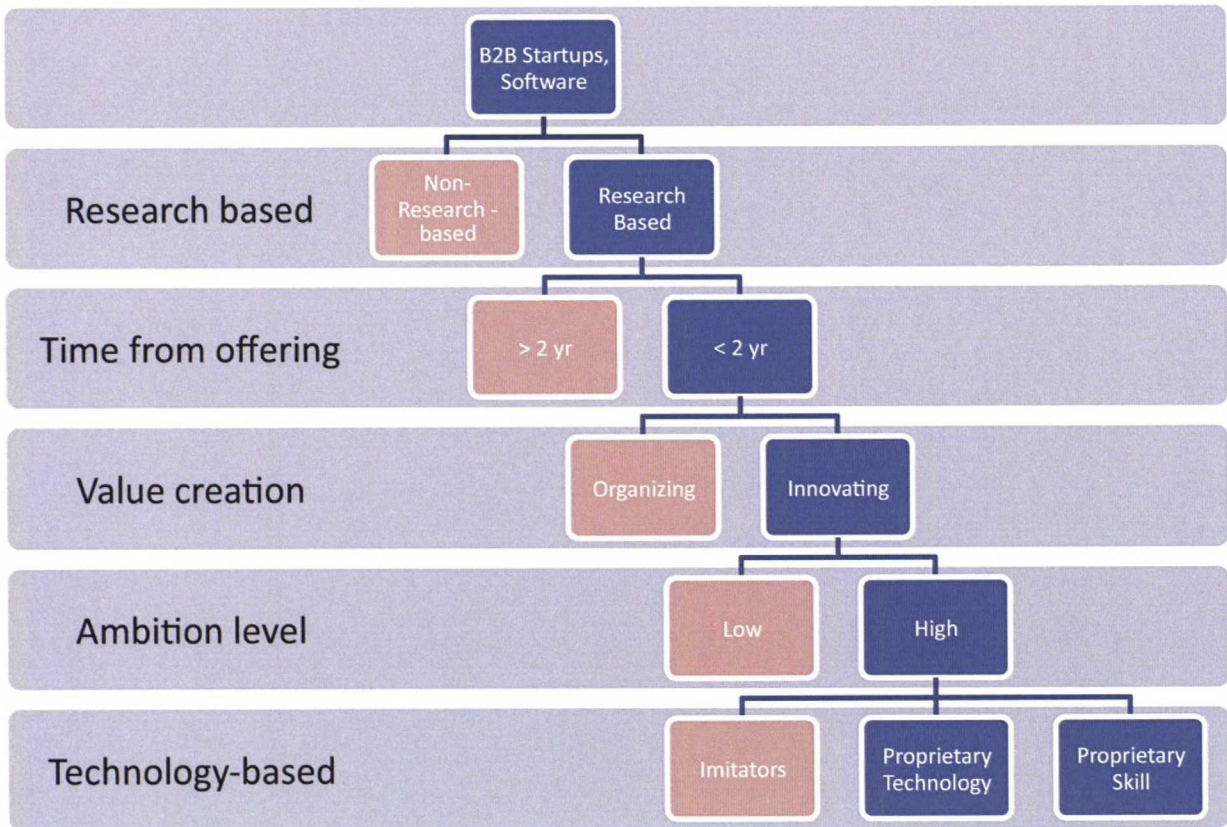 B2B Startups,
Software
Research based
Non-
Research -
based
Research
Based
Time from offering
> 2 yr
< 2 yr
Value creation
Organizing
Innovating
Ambition level
Low
High
Technology-based
Imitators
Proprietary
Technology
Proprietary
Skill